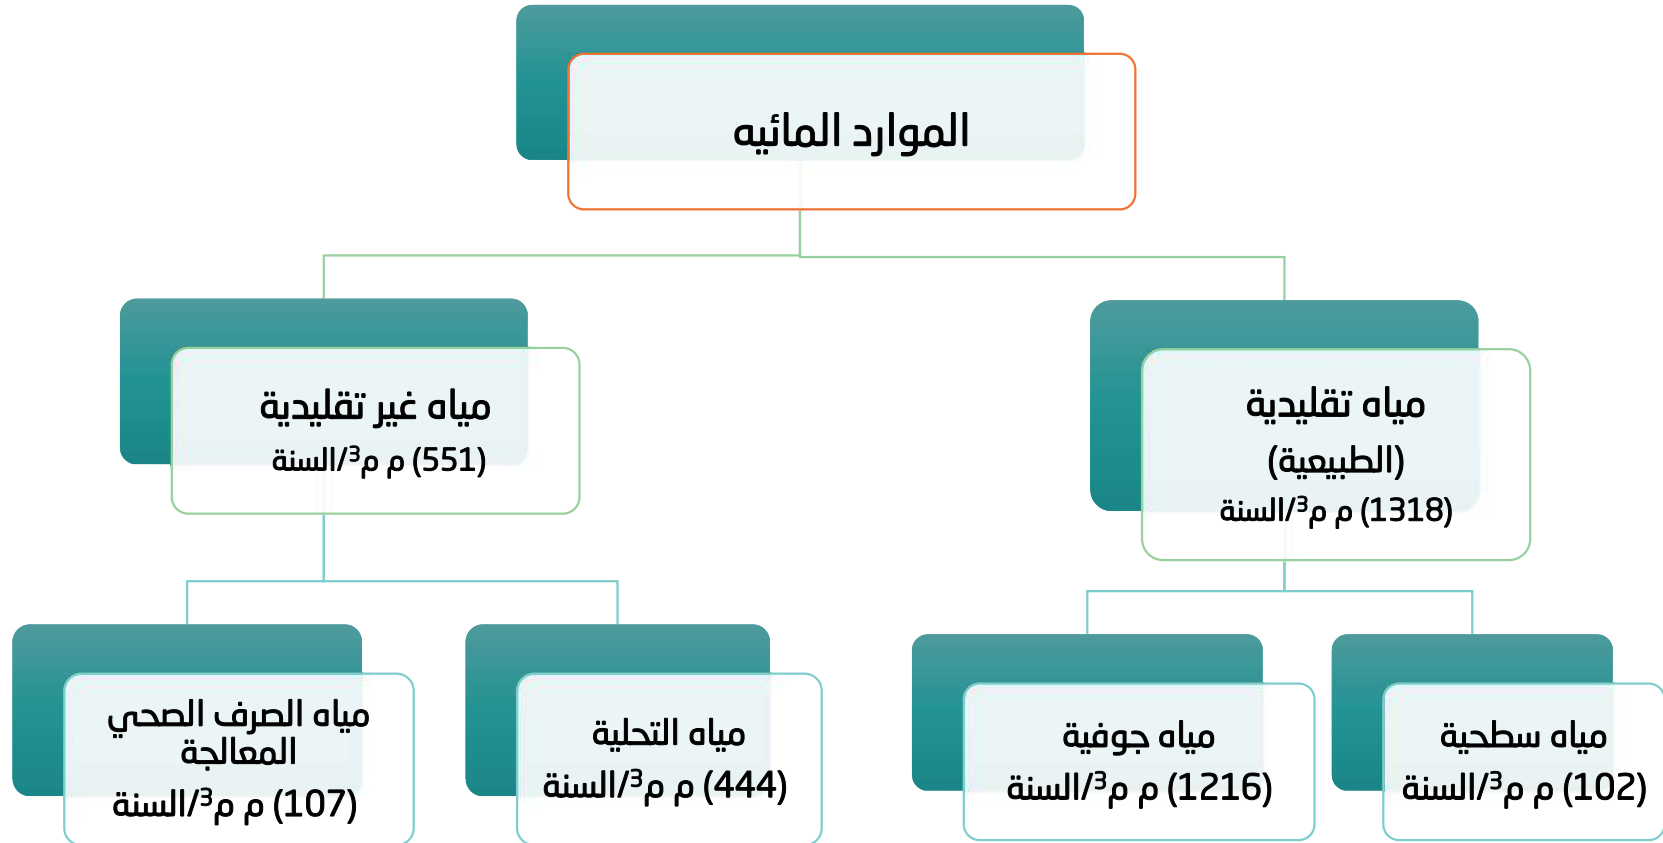 الموارد المائيه
مياه تقليدية
(الطبيعية)
(1318) م م³/السنة
مياه غير تقليدية
(551) م م³/السنة
مياه سطحية
(102) م م³/السنة
مياه جوفية
(1216) م م³/السنة
مياه التحلية
(444) م م³/السنة
مياه الصرف الصحي
المعالجة
(107) م م³/السنة